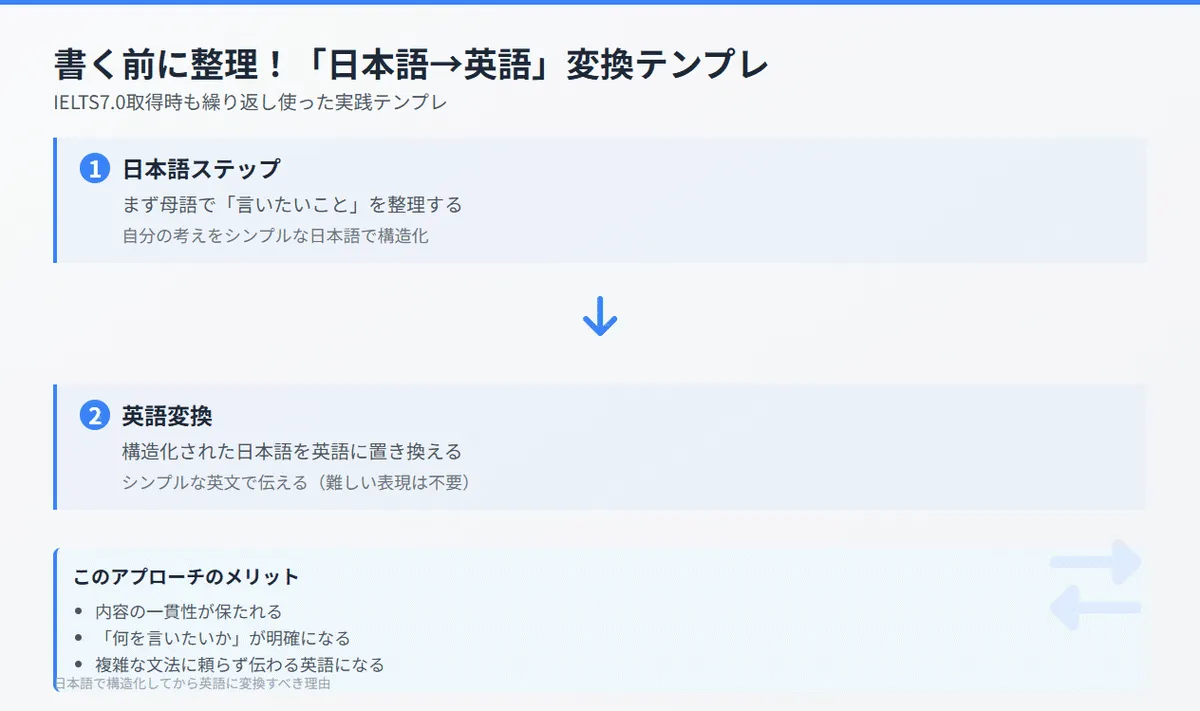 書く前に整理！「日本語→英語」変換テンプレ
IELTS7.0取得時も繰り返し使った実践テンプレ
1 日本語ステップ
まず母語で「言いたいこと」を整理する
自分の考えをシンプルな日本語で構造化
2 英語変換
構造化された日本語を英語に置き換える
シンプルな英文で伝える（難しい表現は不要）
このアプローチのメリット
• 内容の一貫性が保たれる
• 「何を言いたいか」が明確になる
• 複雑な文法に頼らず伝わる英語になる
日本語で構造化してから英語に変換すべき理由